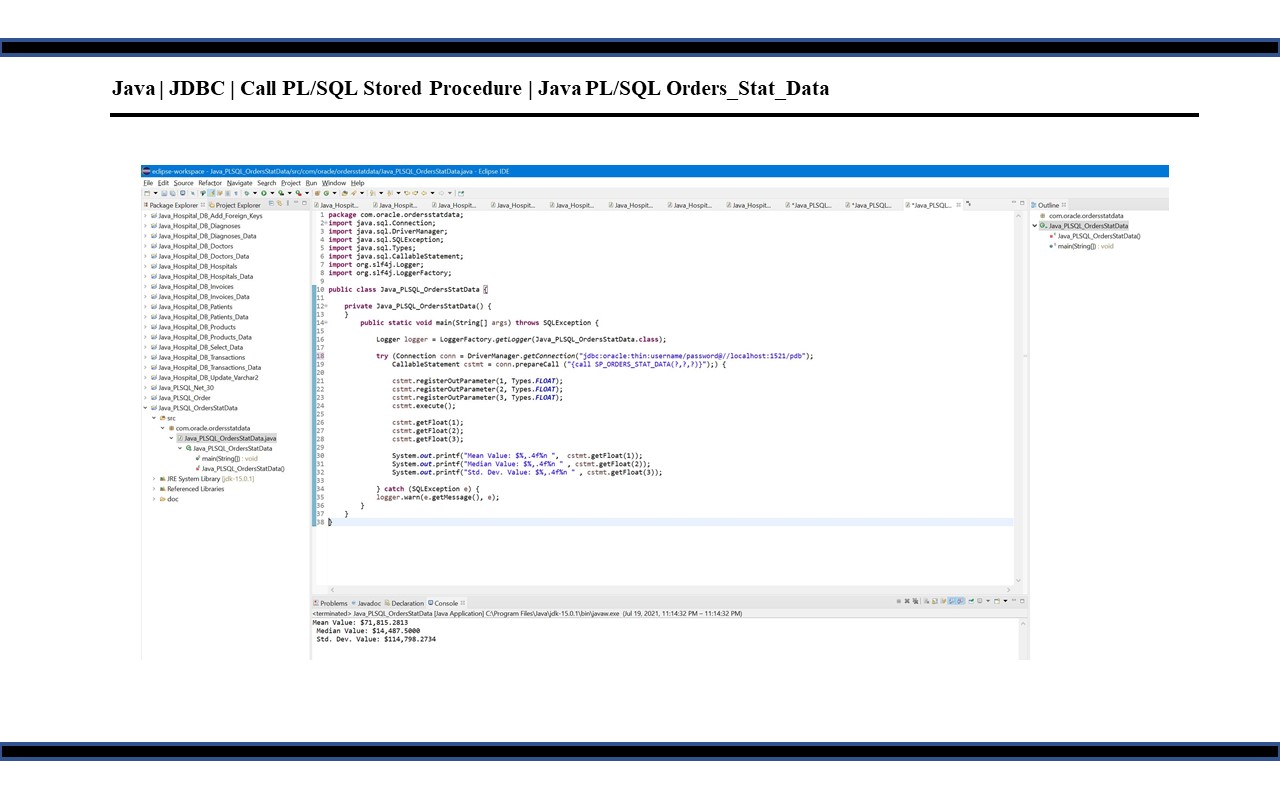 Java | JDBC | Call PL/SQL Stored Procedure | Java PL/SQL Orders_Stat_Data
eclipse-workspace - Java_PLSQL_OrdersStatData/src/com/oracle/ordersstatdata/Java_PLSQL_OrdersStatData.java - Eclipse IDE
File Edit Source Refactor Navigate Search Project Run Window Help
Package Explorer Project Explorer
Java_Hospital_DB_Add_Foreign_Keys
Java_Hospital_DB_Diagnoses
Java_Hospital_DB_Diagnoses_Data
Java_Hospital_DB_Doctors
Java_Hospital_DB_Doctors_Data
Java_Hospital_DB_Hospitals
Java_Hospital_DB_Hospitals_Data
Java_Hospital_DB_Invoices
Java_Hospital_DB_Invoices_Data
Java_Hospital_DB_Patients
Java_Hospital_DB_Patients_Data
Java_Hospital_DB_Products
Java_Hospital_DB_Products_Data
Java_Hospital_DB_Select_Data
Java_Hospital_DB_Transactions
Java_Hospital_DB_Transactions_Data
Java_Hospital_DB_Update_Varchar2
Java_PLSQL_Net_30
Java_PLSQL_Order
Java_PLSQL_OrdersStatData
src
com.oracle.ordersstatdata
Java_PLSQL_OrdersStatData.java
Java_PLSQL_OrdersStatData
main(String[]) : void
Java_PLSQL_OrdersStatData()
JRE System Library [jdk-15.0.1]
Referenced Libraries
doc
Java_Hospit... Java_Hospit... Java_Hospit... Java_Hospit... Java_Hospit... Java_Hospit... Java_Hospit... Java_Hospit... *Java_PLSQL... *Java_PLSQL... *Java_PLSQL...
1 package com.oracle.ordersstatdata;
2 import java.sql.Connection;
3 import java.sql.DriverManager;
4 import java.sql.SQLException;
5 import java.sql.Types;
6 import java.sql.CallableStatement;
7 import org.slf4j.Logger;
8 import org.slf4j.LoggerFactory;
9
10 public class Java_PLSQL_OrdersStatData {
11
12 private Java_PLSQL_OrdersStatData() {
13 }
14 public static void main(String[] args) throws SQLException {
15
16 Logger logger = LoggerFactory.getLogger(Java_PLSQL_OrdersStatData.class);
17
18 try (Connection conn = DriverManager.getConnection("jdbc:oracle:thin:username/password@//localhost:1521/pdb");
19 CallableStatement cstmt = conn.prepareCall ("{call SP_ORDERS_STAT_DATA(?,?,?)}");) {
20
21 cstmt.registerOutParameter(1, Types.FLOAT);
22 cstmt.registerOutParameter(2, Types.FLOAT);
23 cstmt.registerOutParameter(3, Types.FLOAT);
24 cstmt.execute();
25
26 cstmt.getFloat(1);
27 cstmt.getFloat(2);
28 cstmt.getFloat(3);
29
30 System.out.printf("Mean Value: $%,.4f%n ", cstmt.getFloat(1));
31 System.out.printf("Median Value: $%,.4f%n " , cstmt.getFloat(2));
32 System.out.printf("Std. Dev. Value: $%,.4f%n " , cstmt.getFloat(3));
33
34 } catch (SQLException e) {
35 logger.warn(e.getMessage(), e);
36 }
37 }
38 }
Outline
com.oracle.ordersstatdata
Java_PLSQL_OrdersStatData
Java_PLSQL_OrdersStatData()
main(String[]) : void
Problems Javadoc Declaration Console
<terminated> Java_PLSQL_OrdersStatData [Java Application] C:\Program Files\Java\jdk-15.0.1\bin\javaw.exe (Jul 19, 2021, 11:14:32 PM – 11:14:32 PM)
Mean Value: $71,815.2813
Median Value: $14,487.5000
Std. Dev. Value: $114,798.2734